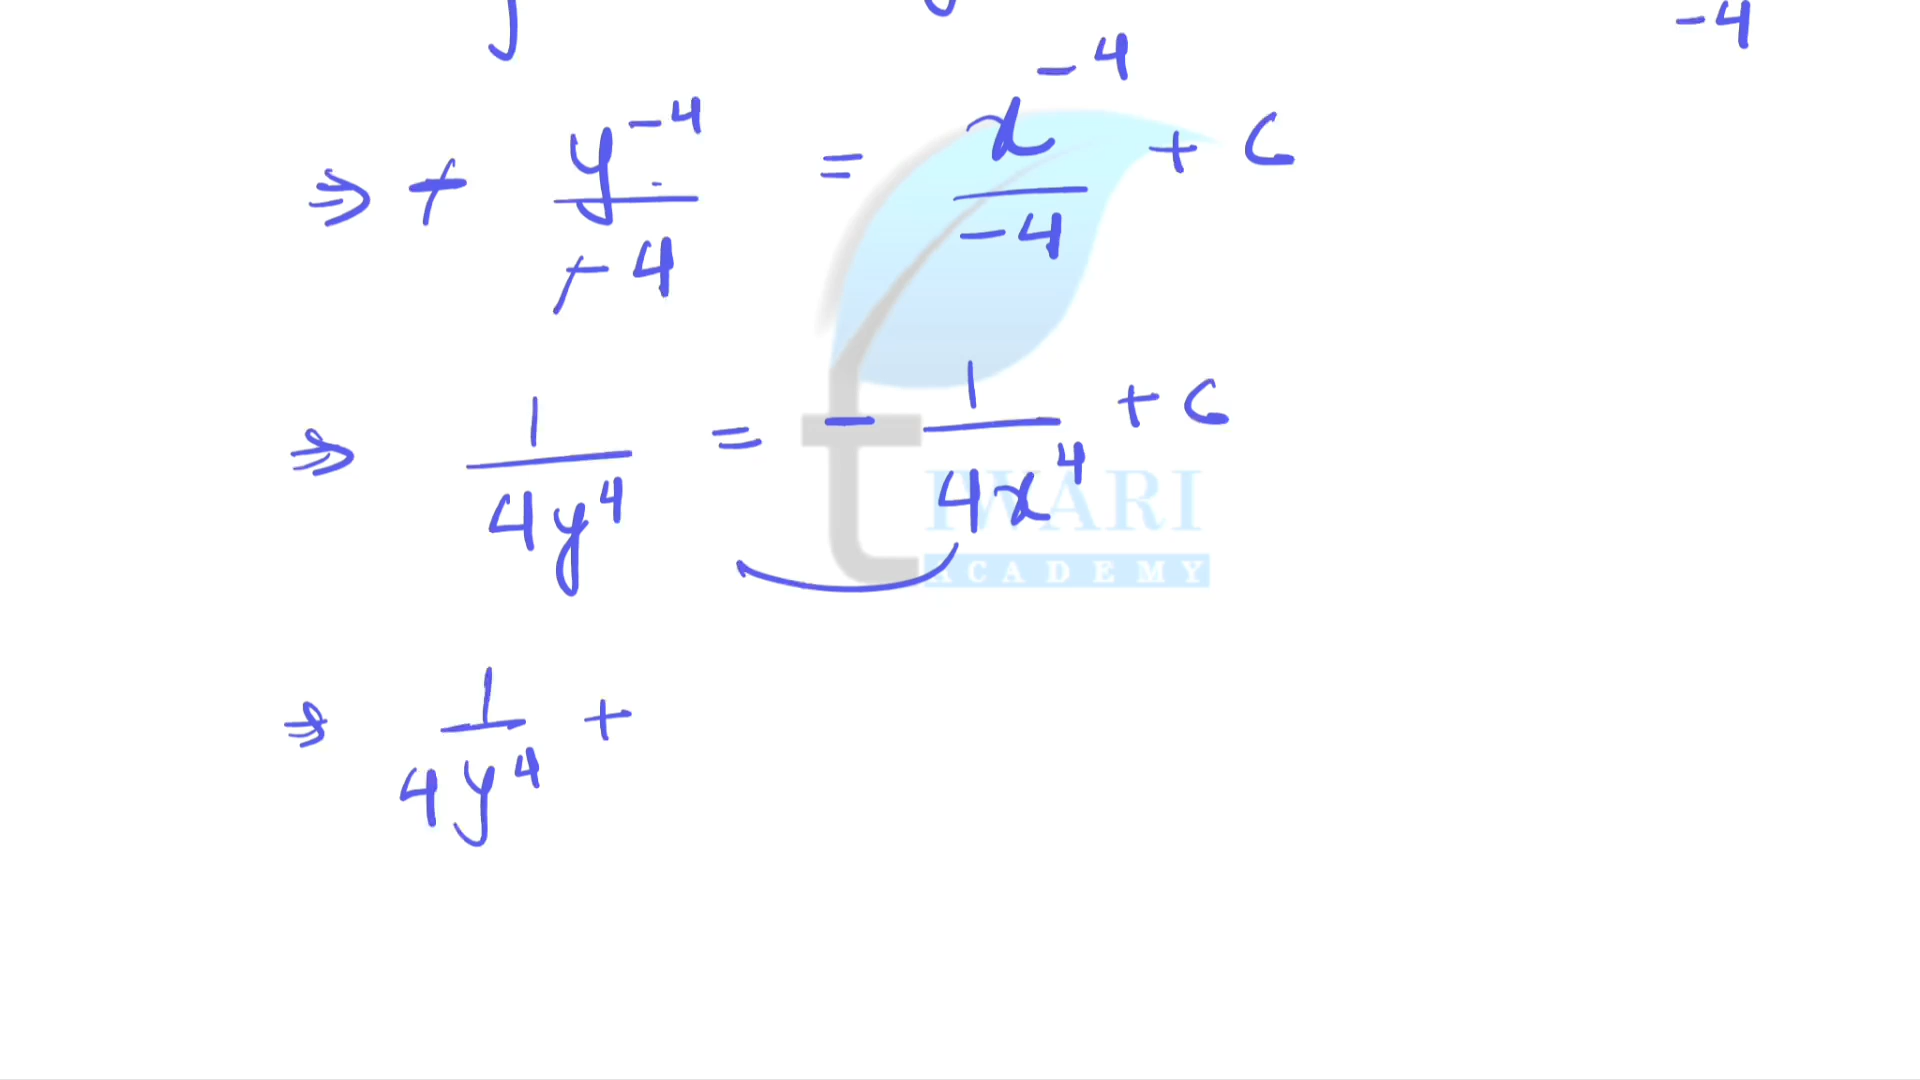 -4
⇒ + y^-4/-4 = x^-4/-4 + C
⇒ 1/4y^4 = - 1/4x^4 + C
tIWARI
ACADEMY
⇒ 1/4y^4 +